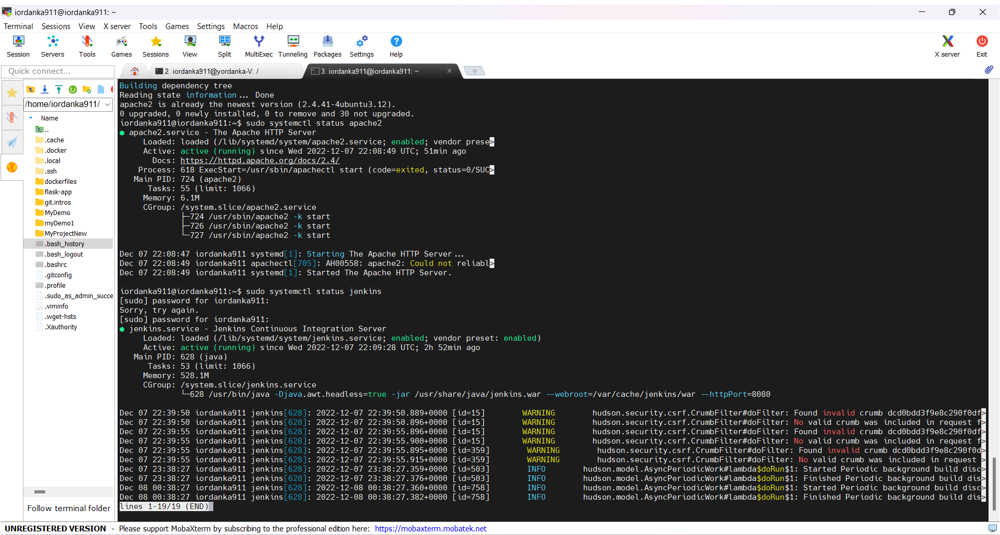 iordanka911@iordanka911: ~
Terminal Sessions View X server Tools Games Settings Macros Help
Session Servers Tools Games Sessions View Split MultiExec Tunneling Packages Settings Help X server Exit
Quick connect...
2. iordanka911@yordanka-V: /
3. iordanka911@iordanka911: ~
/home/iordanka911/
Name
..
.cache
.docker
.local
.ssh
dockerfiles
flask-app
git.intros
MyDemo
myDemo1
MyProjectNew
.bash_history
.bash_logout
.bashrc
.gitconfig
.profile
.sudo_as_admin_succe
.viminfo
.wget-hsts
.Xauthority
Follow terminal folder
Building dependency tree
Reading state information... Done
apache2 is already the newest version (2.4.41-4ubuntu3.12).
0 upgraded, 0 newly installed, 0 to remove and 30 not upgraded.
iordanka911@iordanka911:~$ sudo systemctl status apache2
● apache2.service - The Apache HTTP Server
Loaded: loaded (/lib/systemd/system/apache2.service; enabled; vendor prese>
Active: active (running) since Wed 2022-12-07 22:08:49 UTC; 51min ago
Docs: https://httpd.apache.org/docs/2.4/
Process: 618 ExecStart=/usr/sbin/apachectl start (code=exited, status=0/SUC>
Main PID: 724 (apache2)
Tasks: 55 (limit: 1066)
Memory: 6.1M
CGroup: /system.slice/apache2.service
├─724 /usr/sbin/apache2 -k start
├─726 /usr/sbin/apache2 -k start
└─727 /usr/sbin/apache2 -k start
Dec 07 22:08:47 iordanka911 systemd[1]: Starting The Apache HTTP Server...
Dec 07 22:08:49 iordanka911 apachectl[705]: AH00558: apache2: Could not reliabl>
Dec 07 22:08:49 iordanka911 systemd[1]: Started The Apache HTTP Server.
iordanka911@iordanka911:~$ sudo systemctl status jenkins
[sudo] password for iordanka911:
Sorry, try again.
[sudo] password for iordanka911:
● jenkins.service - Jenkins Continuous Integration Server
Loaded: loaded (/lib/systemd/system/jenkins.service; enabled; vendor preset: enabled)
Active: active (running) since Wed 2022-12-07 22:09:28 UTC; 2h 52min ago
Main PID: 628 (java)
Tasks: 53 (limit: 1066)
Memory: 528.1M
CGroup: /system.slice/jenkins.service
└─628 /usr/bin/java -Djava.awt.headless=true -jar /usr/share/java/jenkins.war --webroot=/var/cache/jenkins/war --httpPort=8080
Dec 07 22:39:50 iordanka911 jenkins[628]: 2022-12-07 22:39:50.889+0000 [id=15] WARNING hudson.security.csrf.CrumbFilter#doFilter: Found invalid crumb dcd0bdd3f9e8c290f0df>
Dec 07 22:39:50 iordanka911 jenkins[628]: 2022-12-07 22:39:50.896+0000 [id=15] WARNING hudson.security.csrf.CrumbFilter#doFilter: No valid crumb was included in request f>
Dec 07 22:39:55 iordanka911 jenkins[628]: 2022-12-07 22:39:55.896+0000 [id=15] WARNING hudson.security.csrf.CrumbFilter#doFilter: Found invalid crumb dcd0bdd3f9e8c290f0df>
Dec 07 22:39:55 iordanka911 jenkins[628]: 2022-12-07 22:39:55.900+0000 [id=15] WARNING hudson.security.csrf.CrumbFilter#doFilter: No valid crumb was included in request f>
Dec 07 22:39:55 iordanka911 jenkins[628]: 2022-12-07 22:39:55.895+0000 [id=359] WARNING hudson.security.csrf.CrumbFilter#doFilter: Found invalid crumb dcd0bdd3f9e8c290f0d>
Dec 07 22:39:55 iordanka911 jenkins[628]: 2022-12-07 22:39:55.915+0000 [id=359] WARNING hudson.security.csrf.CrumbFilter#doFilter: No valid crumb was included in request >
Dec 07 23:38:27 iordanka911 jenkins[628]: 2022-12-07 23:38:27.359+0000 [id=503] INFO hudson.model.AsyncPeriodicWork#lambda$doRun$1: Started Periodic background build disc>
Dec 07 23:38:27 iordanka911 jenkins[628]: 2022-12-07 23:38:27.376+0000 [id=503] INFO hudson.model.AsyncPeriodicWork#lambda$doRun$1: Finished Periodic background build dis>
Dec 08 00:38:27 iordanka911 jenkins[628]: 2022-12-08 00:38:27.360+0000 [id=758] INFO hudson.model.AsyncPeriodicWork#lambda$doRun$1: Started Periodic background build disc>
Dec 08 00:38:27 iordanka911 jenkins[628]: 2022-12-08 00:38:27.382+0000 [id=758] INFO hudson.model.AsyncPeriodicWork#lambda$doRun$1: Finished Periodic background build dis>
lines 1-19/19 (END)
UNREGISTERED VERSION - Please support MobaXterm by subscribing to the professional edition here: https://mobaxterm.mobatek.net